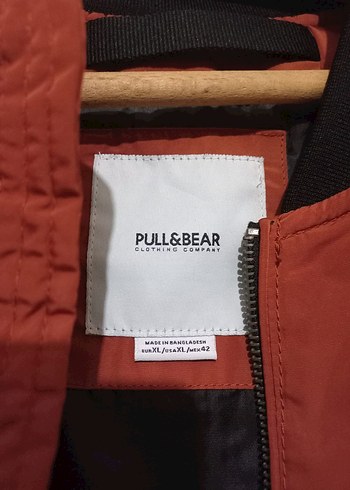 PULL&BEAR
CLOTHING COMPANY
MADE IN BANGLADESH
EUR XL/USA XL/MEX 42